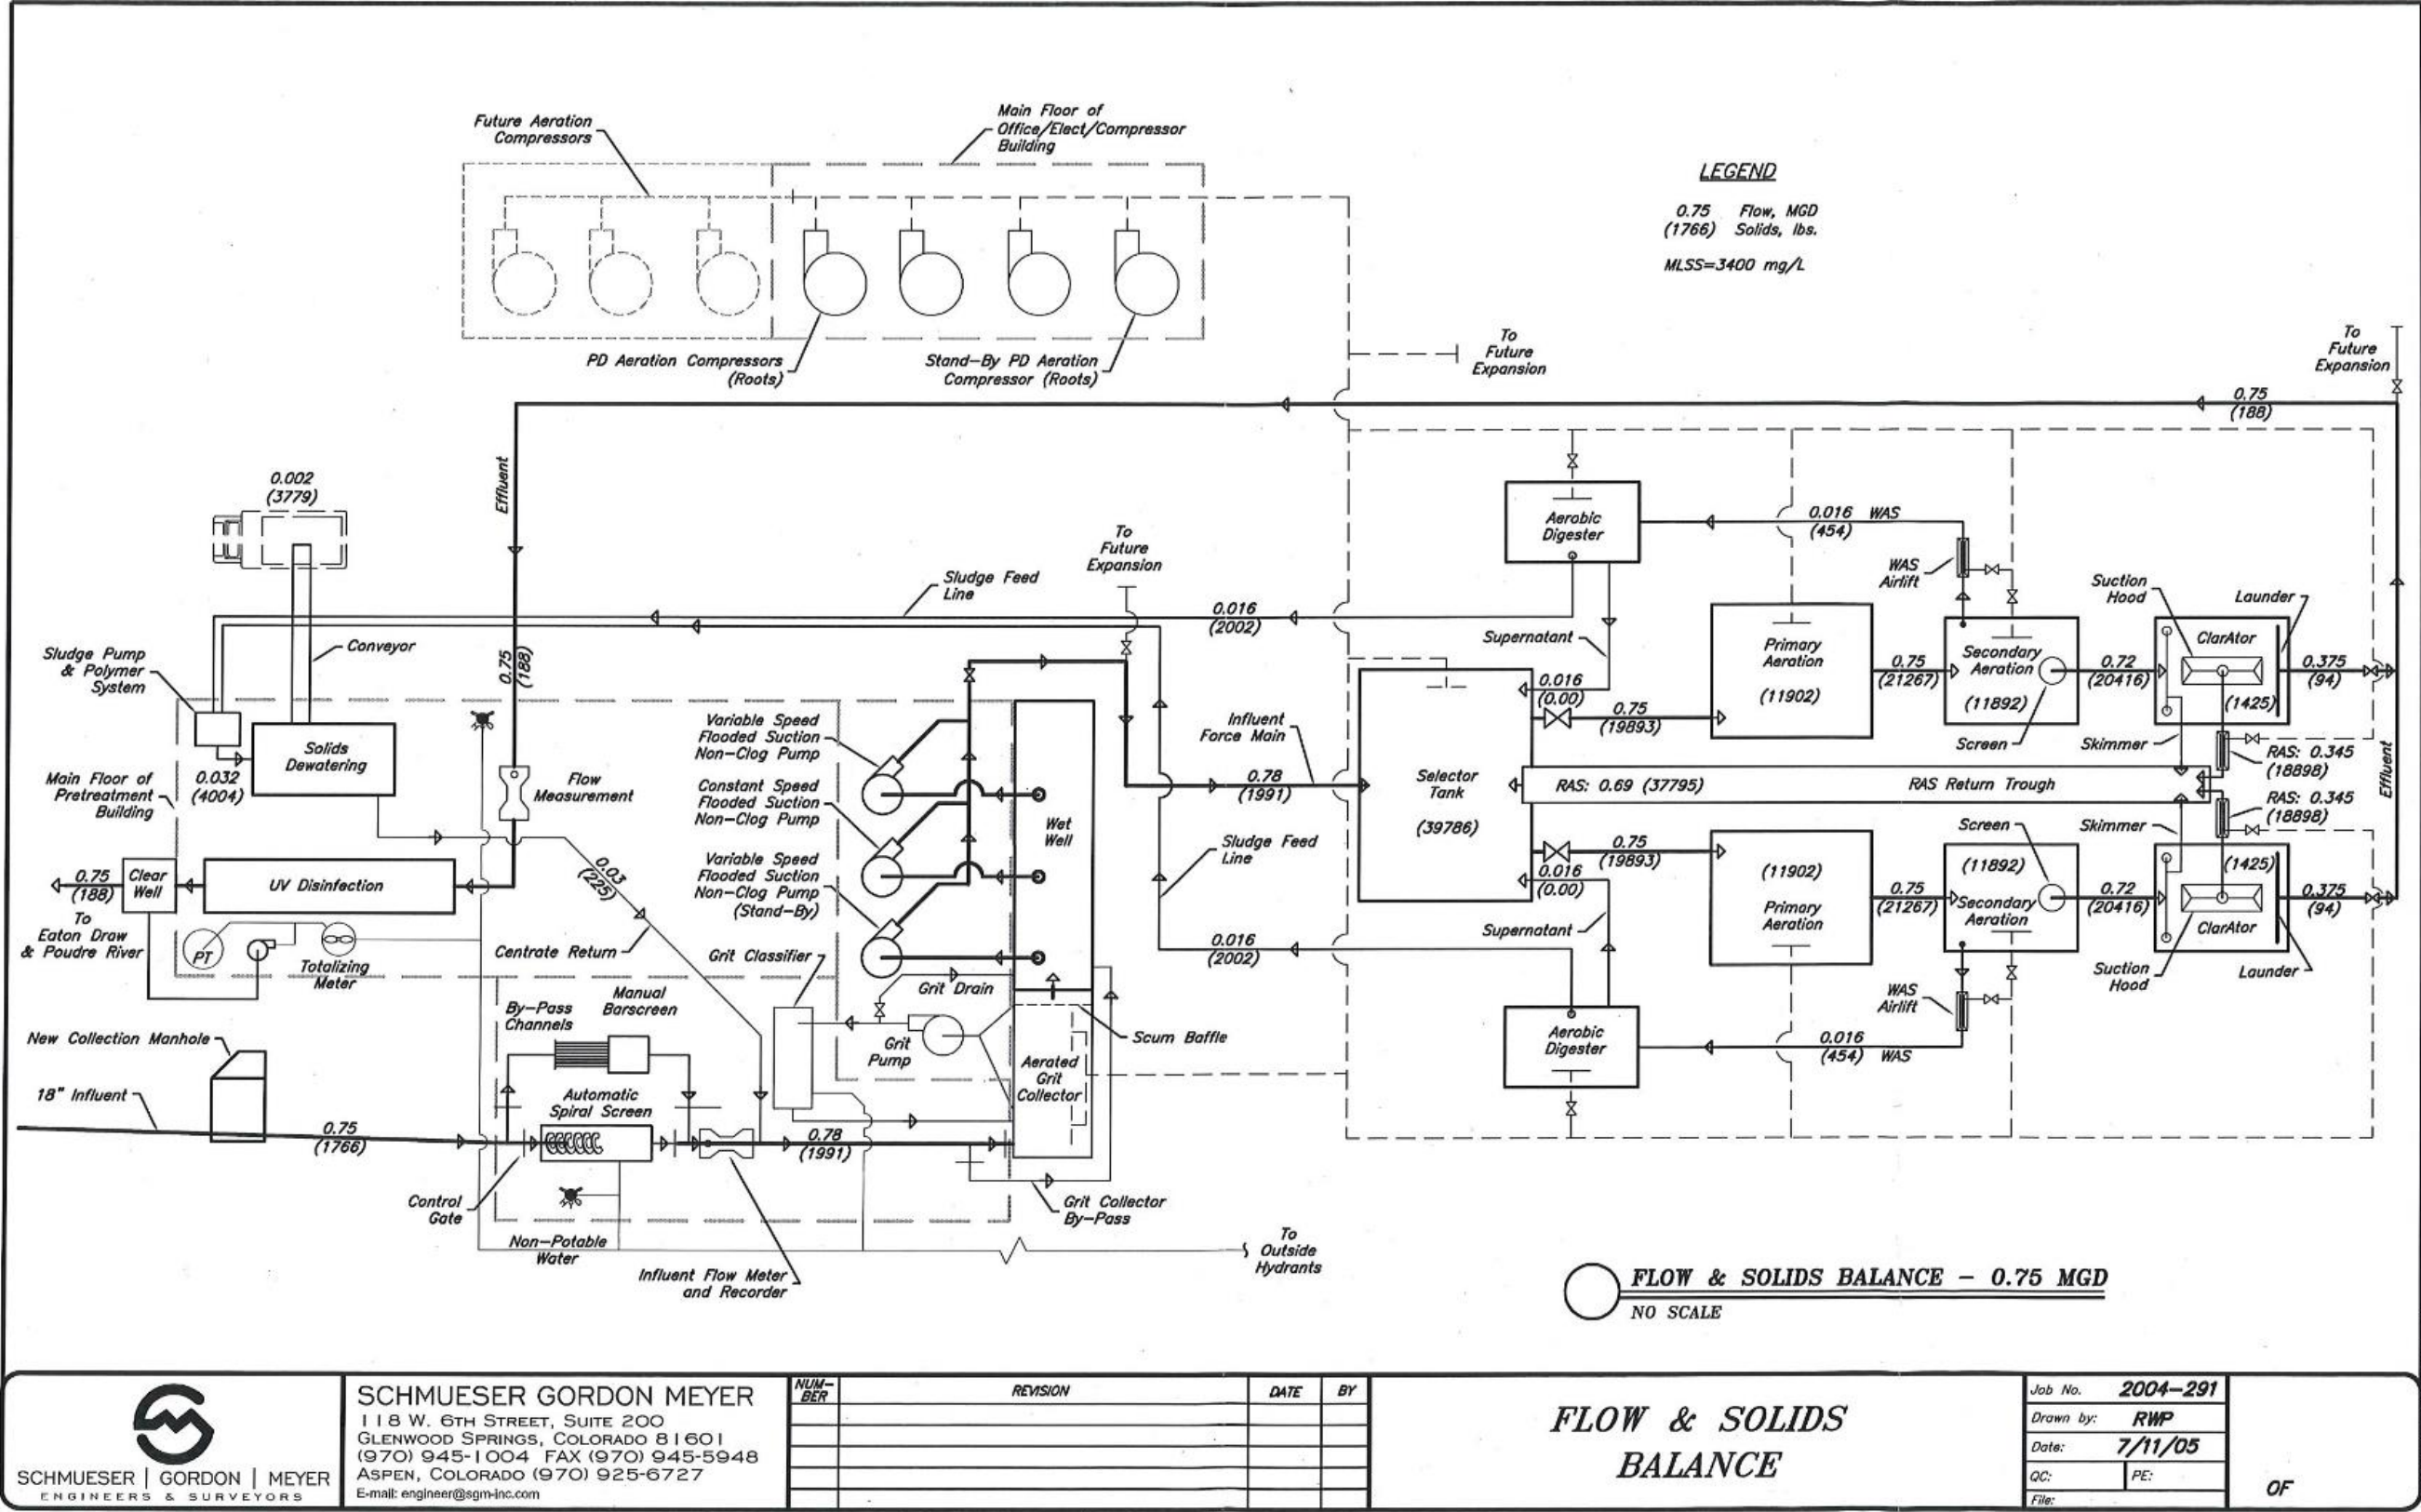 Future Aeration
Compressors
Main Floor of
Office/Elect/Compressor
Building
PD Aeration Compressors
(Roots)
Stand-By PD Aeration
Compressor (Roots)
LEGEND
0.75 Flow, MGD
(1766) Solids, lbs.
MLSS=3400 mg/L
To
Future
Expansion
To
Future
Expansion
0.75
(188)
Effluent
0.75
(188)
0.002
(3779)
Conveyor
Sludge Pump
& Polymer
System
Solids
Dewatering
0.032
(4004)
Main Floor of
Pretreatment
Building
Flow
Measurement
0.75
(188)
Clear
Well
UV Disinfection
To
Eaton Draw
& Poudre River
PT
Totalizing
Meter
0.03
(225)
Centrate Return
Sludge Feed
Line
To
Future
Expansion
0.016
(2002)
Variable Speed
Flooded Suction
Non-Clog Pump
Constant Speed
Flooded Suction
Non-Clog Pump
Variable Speed
Flooded Suction
Non-Clog Pump
(Stand-By)
Wet
Well
Influent
Force Main
0.78
(1991)
Sludge Feed
Line
0.016
(2002)
Grit Classifier
Grit Drain
Grit
Pump
Scum Baffle
Aerated
Grit
Collector
New Collection Manhole
18" Influent
0.75
(1766)
By-Pass
Channels
Manual
Barscreen
Automatic
Spiral Screen
0.78
(1991)
Control
Gate
Non-Potable
Water
Influent Flow Meter
and Recorder
Grit Collector
By-Pass
To
Outside
Hydrants
Aerobic
Digester
0.016 WAS
(454)
WAS
Airlift
Supernatant
0.016
(0.00)
0.75
(19893)
Primary
Aeration
(11902)
0.75
(21267)
Secondary
Aeration
(11892)
Screen
0.72
(20416)
Suction
Hood
Launder
ClarAtor
(1425)
0.375
(94)
Skimmer
RAS: 0.345
(18898)
Selector
Tank
(39786)
RAS: 0.69 (37795)
RAS Return Trough
RAS: 0.345
(18898)
Effluent
0.75
(19893)
0.016
(0.00)
Supernatant
(11902)
Primary
Aeration
0.75
(21267)
Screen
(11892)
Secondary
Aeration
0.72
(20416)
Skimmer
(1425)
ClarAtor
0.375
(94)
Suction
Hood
Launder
WAS
Airlift
0.016
(454) WAS
Aerobic
Digester
FLOW & SOLIDS BALANCE - 0.75 MGD
NO SCALE
SCHMUESER | GORDON | MEYER
ENGINEERS & SURVEYORS
SCHMUESER GORDON MEYER
118 W. 6TH STREET, SUITE 200
GLENWOOD SPRINGS, COLORADO 81601
(970) 945-1004 FAX (970) 945-5948
ASPEN, COLORADO (970) 925-6727
E-mail: engineer@sgm-inc.com
NUM-
BER
REVISION
DATE
BY
FLOW & SOLIDS
BALANCE
Job No. 2004-291
Drawn by: RWP
Date: 7/11/05
QC:
PE:
File:
OF